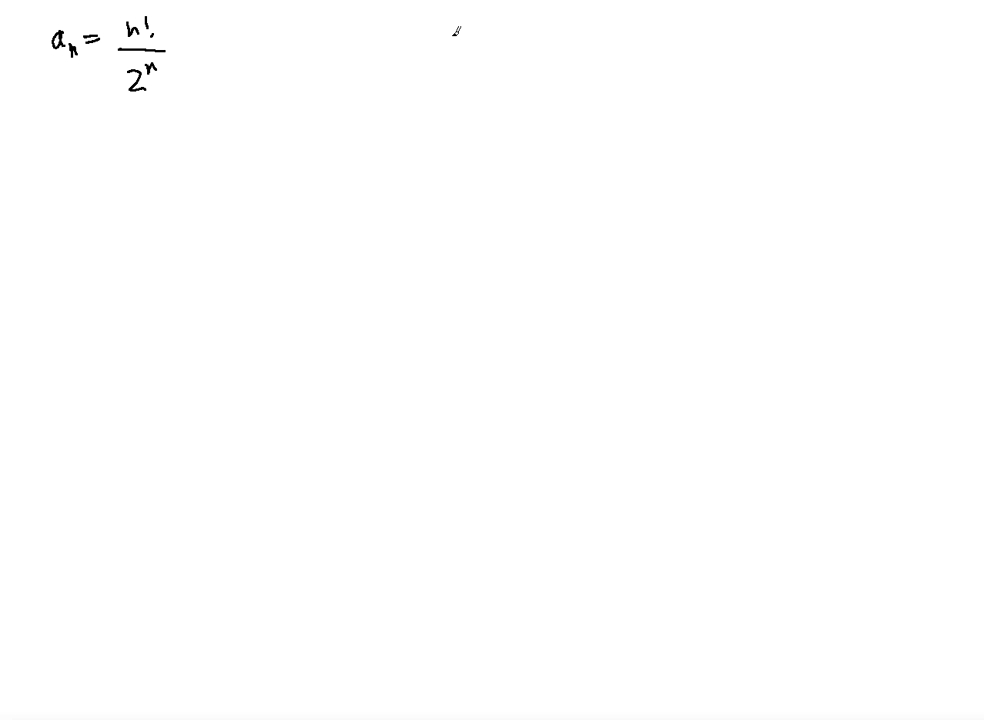 aₙ = n! / 2ⁿ